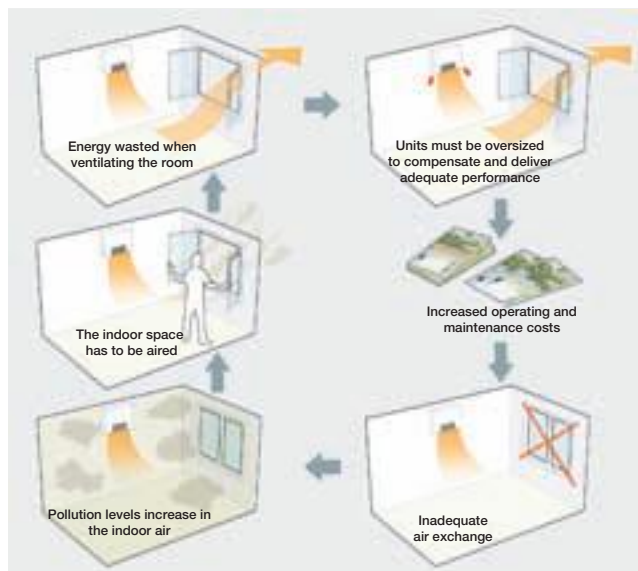 Energy wasted when
ventilating the room
Units must be oversized
to compensate and deliver
adequate performance
Increased operating and
maintenance costs
Inadequate
air exchange
Pollution levels increase in
the indoor air
The indoor space
has to be aired